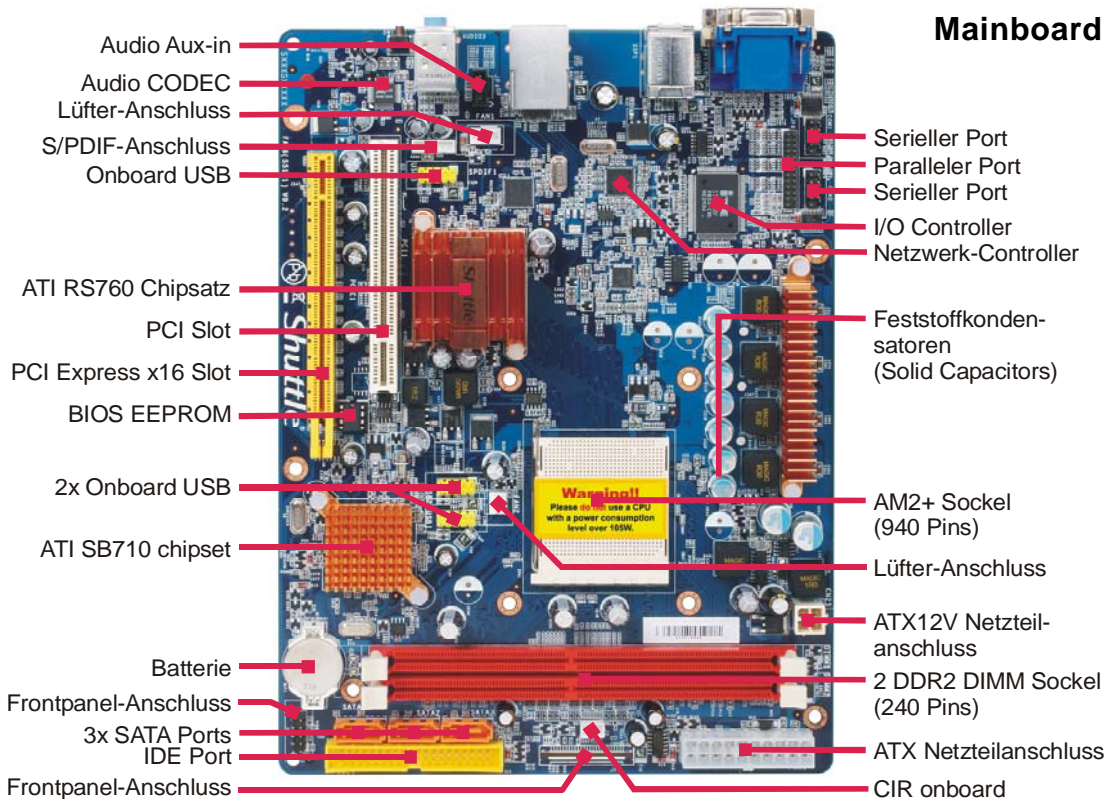 Mainboard
Audio Aux-in
Audio CODEC
Lüfter-Anschluss
S/PDIF-Anschluss
Onboard USB
ATI RS760 Chipsatz
PCI Slot
PCI Express x16 Slot
BIOS EEPROM
2x Onboard USB
ATI SB710 chipset
Batterie
Frontpanel-Anschluss
3x SATA Ports
IDE Port
Frontpanel-Anschluss
Serieller Port
Paralleler Port
Serieller Port
I/O Controller
Netzwerk-Controller
Feststoffkonden-
satoren
(Solid Capacitors)
AM2+ Sockel
(940 Pins)
Lüfter-Anschluss
ATX12V Netzteil-
anschluss
2 DDR2 DIMM Sockel
(240 Pins)
ATX Netzteilanschluss
CIR onboard
Shuttle
Shuttle
FAN1
SPDIF1
Warning!!
Please do not use a CPU
with a power consumption
level over 105W.
MAGIC